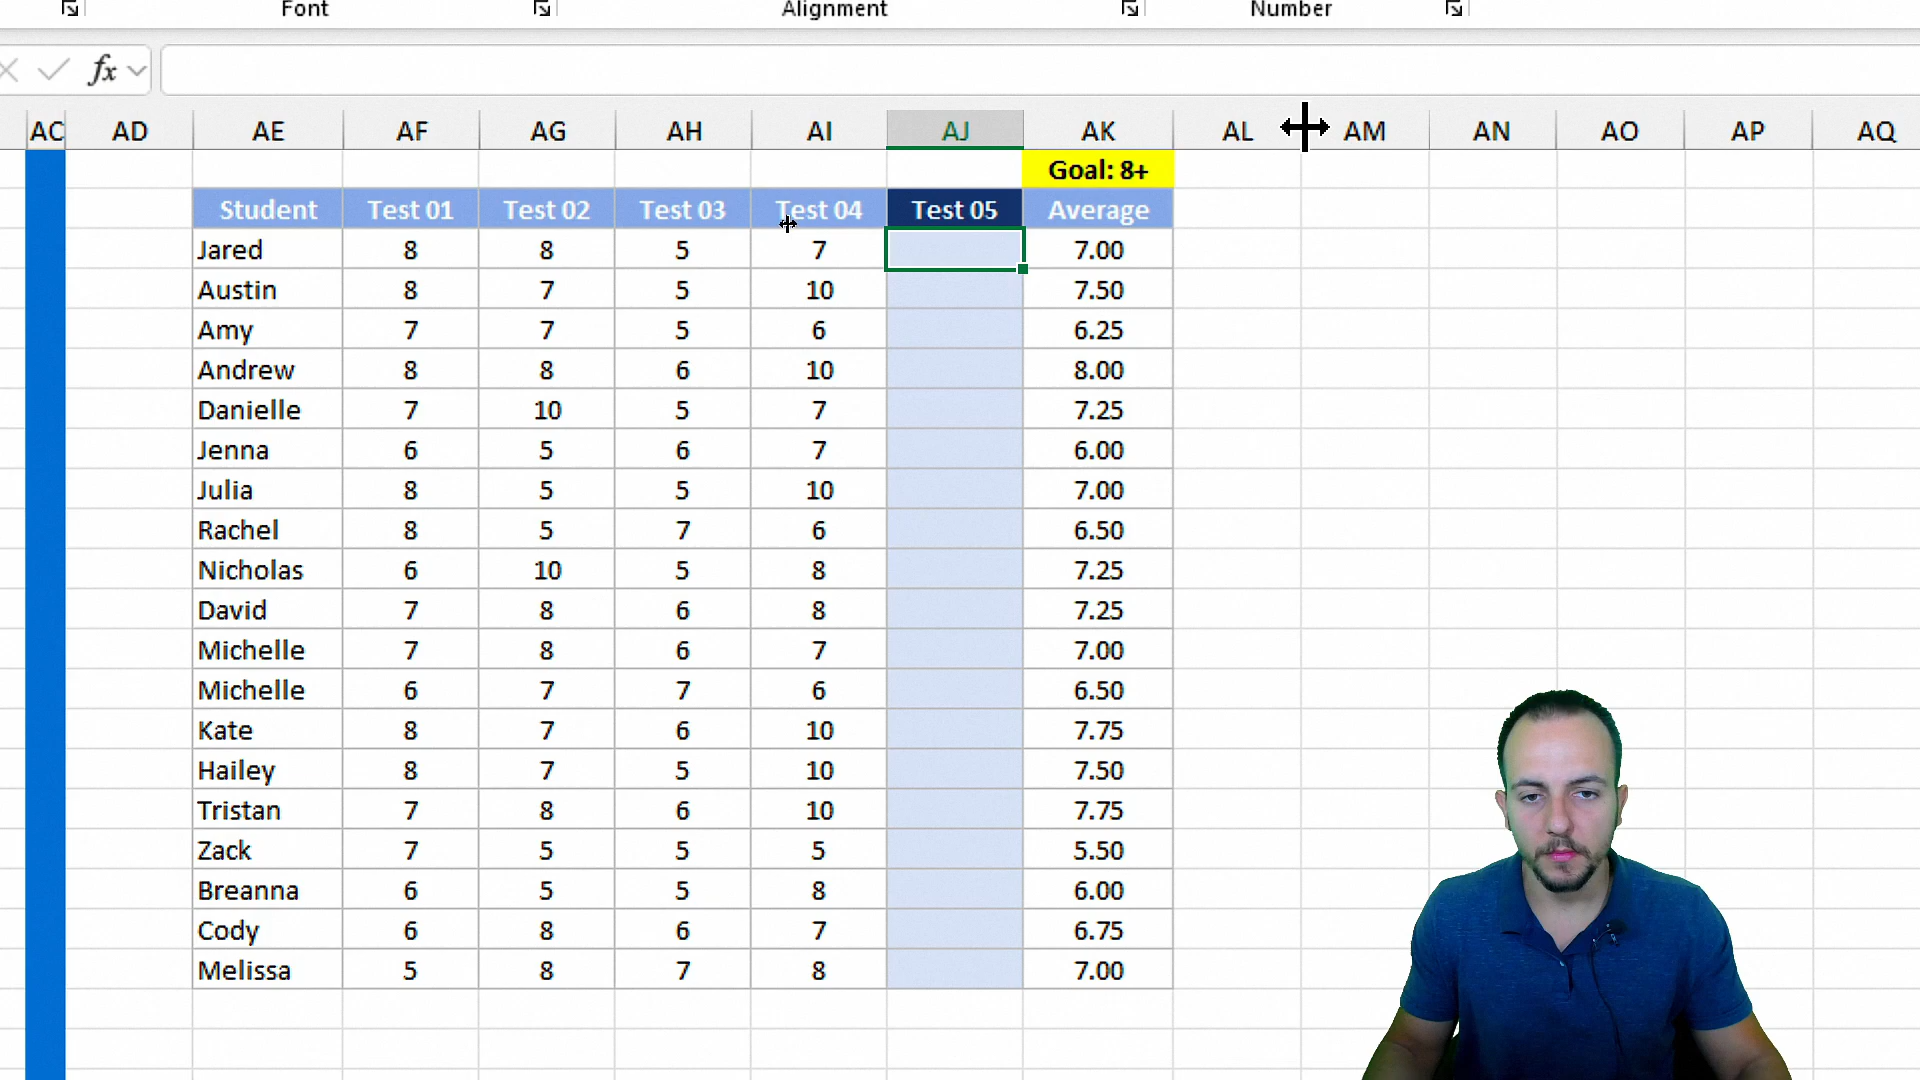 Font Alignment Number
fx
AC AD AE AF AG AH AI AJ AK AL AM AN AO AP AQ
Goal: 8+
Student Test 01 Test 02 Test 03 Test 04 Test 05 Average
Jared 8 8 5 7 7.00
Austin 8 7 5 10 7.50
Amy 7 7 5 6 6.25
Andrew 8 8 6 10 8.00
Danielle 7 10 5 7 7.25
Jenna 6 5 6 7 6.00
Julia 8 5 5 10 7.00
Rachel 8 5 7 6 6.50
Nicholas 6 10 5 8 7.25
David 7 8 6 8 7.25
Michelle 7 8 6 7 7.00
Michelle 6 7 7 6 6.50
Kate 8 7 6 10 7.75
Hailey 8 7 5 10 7.50
Tristan 7 8 6 10 7.75
Zack 7 5 5 5 5.50
Breanna 6 5 5 8 6.00
Cody 6 8 6 7 6.75
Melissa 5 8 7 8 7.00